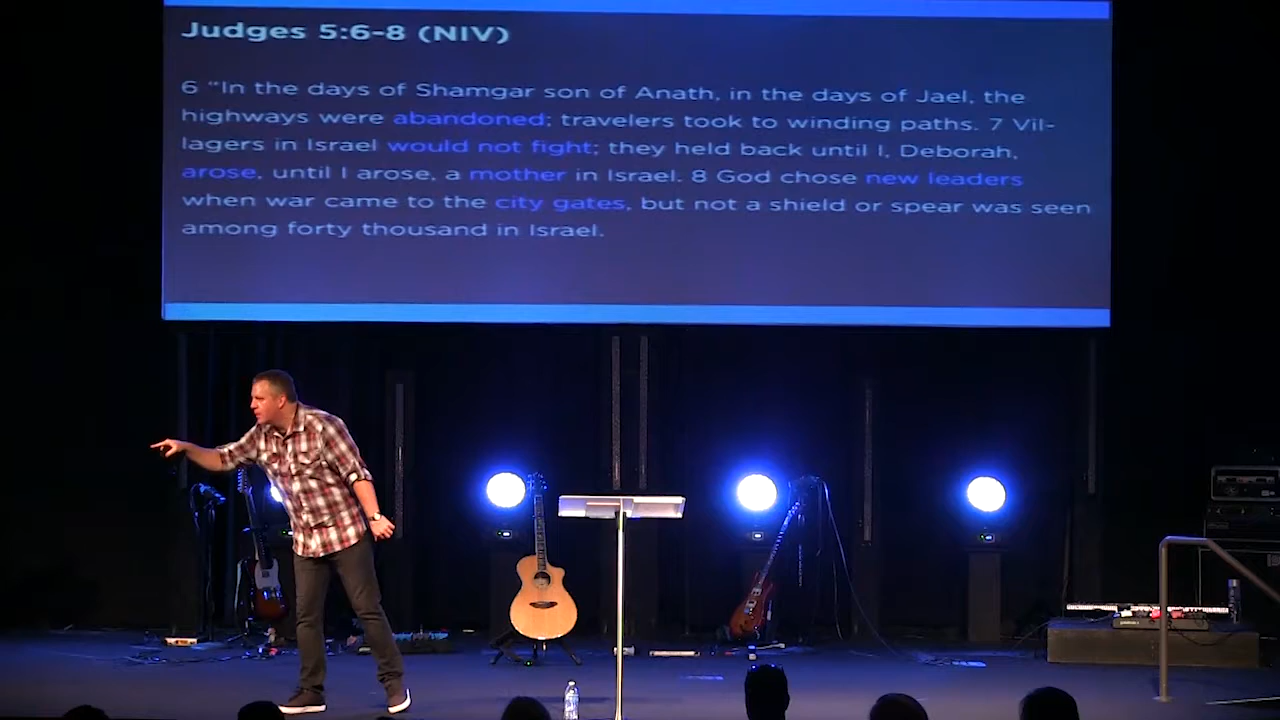 Judges 5:6-8 (NIV)
6 “In the days of Shamgar son of Anath, in the days of Jael, the
highways were abandoned; travelers took to winding paths. 7 Vil-
lagers in Israel would not fight; they held back until I, Deborah,
arose, until I arose, a mother in Israel. 8 God chose new leaders
when war came to the city gates, but not a shield or spear was seen
among forty thousand in Israel.